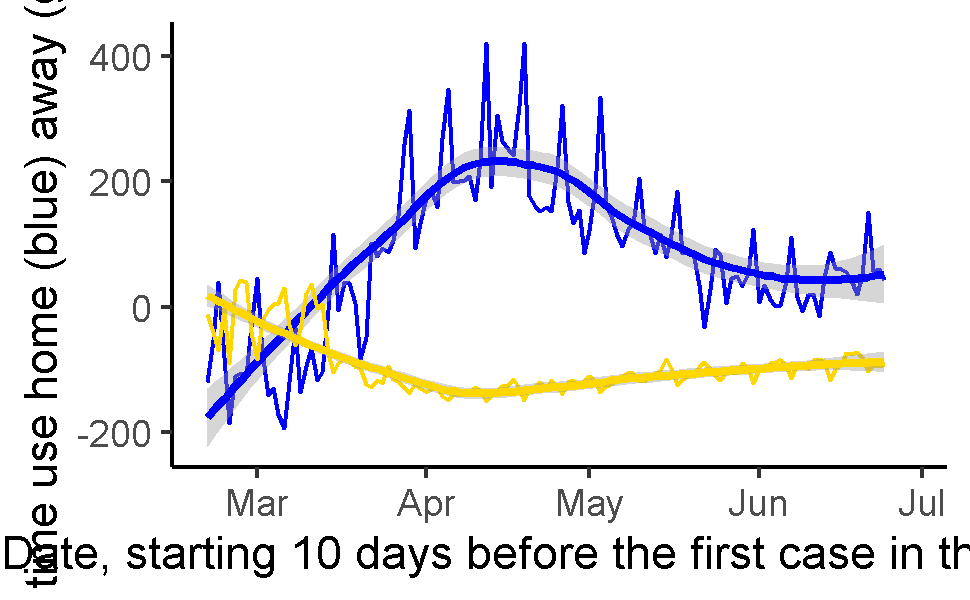 time use home (blue) away (
400
200
0
-200
Mar Apr May Jun Jul
Date, starting 10 days before the first case in th